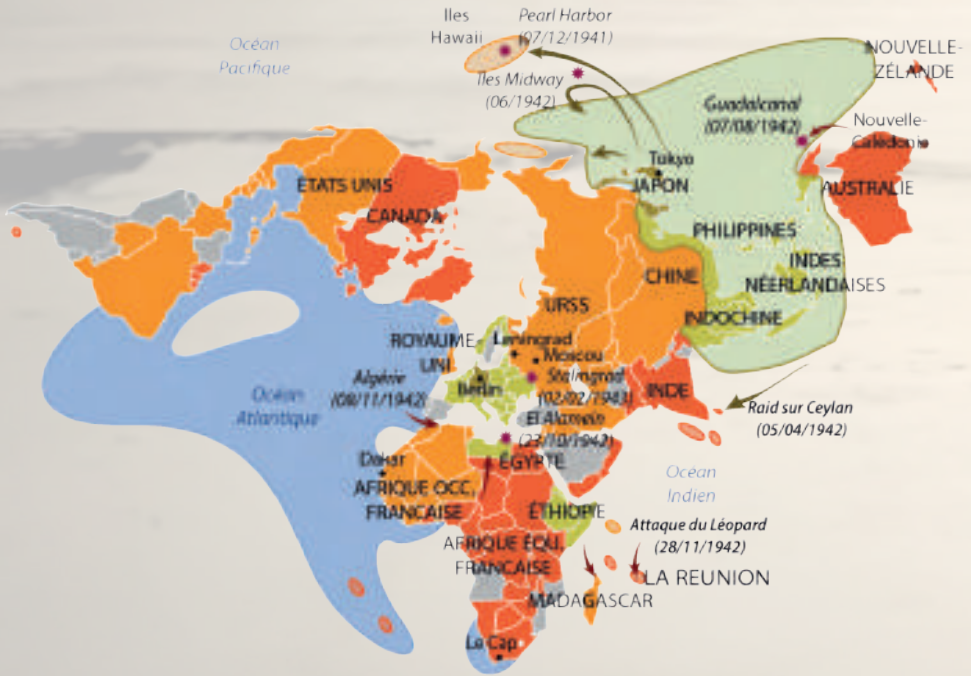 Iles
Hawaii
Pearl Harbor
(07/12/1941)
Océan
Pacifique
Iles Midway
(06/1942)
NOUVELLE-
ZÉLANDE
Guadalcanal
(07/08/1942)
Nouvelle-
Calédonie
Tukyo
JAPON
ETATS UNIS
CANADA
AUSTRALIE
PHILIPPINES
INDES
NÉERLANDAISES
CHINE
URSS
INDOCHINE
ROYAUME
UNI
Leningrad
Moscou
Stalingrad
(02/02/1943)
Berlin
Algérie
(08/11/1942)
Océan
Atlantique
INDE
El Alamein
(23/10/1942)
Raid sur Ceylan
(05/04/1942)
Dakar
ÉGYPTE
AFRIQUE OCC.
FRANCAISE
Océan
Indien
ÉTHIOPIE
Attaque du Léopard
(28/11/1942)
AFRIQUE ÉQU.
FRANCAISE
LA REUNION
MADAGASCAR
Le Cap